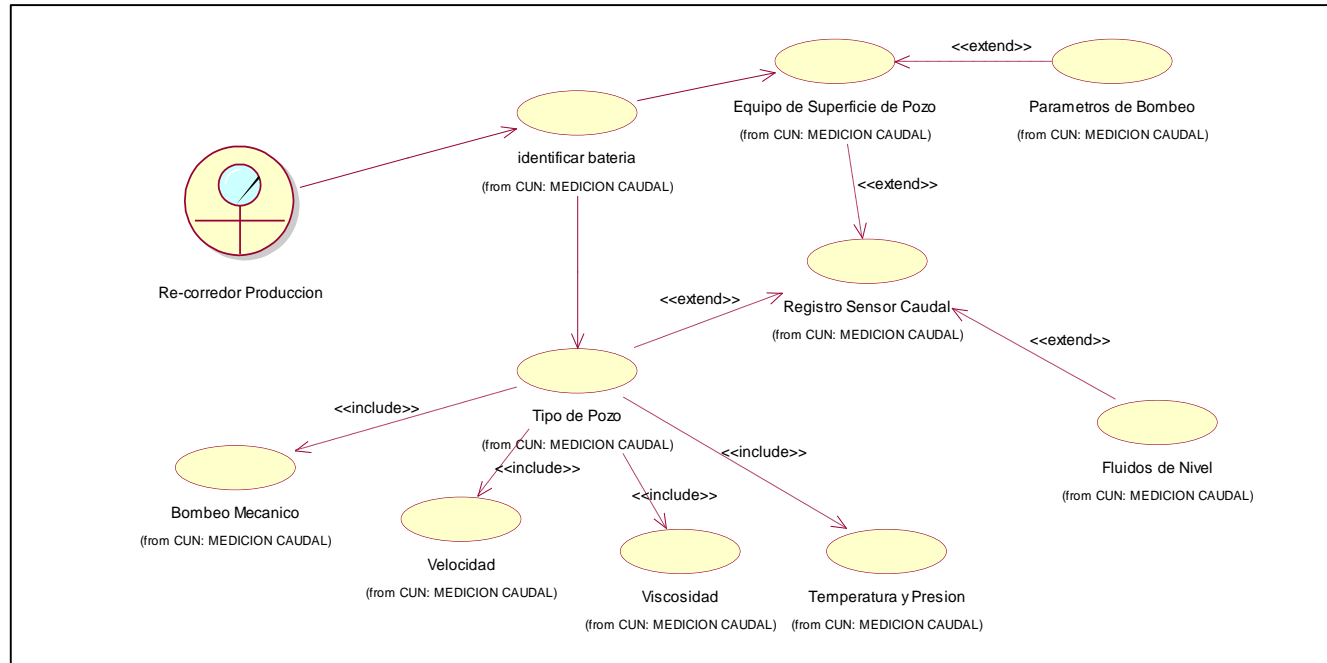 <<extend>>
Equipo de Superficie de Pozo
(from CUN: MEDICION CAUDAL)
Parametros de Bombeo
(from CUN: MEDICION CAUDAL)
identificar bateria
(from CUN: MEDICION CAUDAL)
<<extend>>
Re-corredor Produccion
<<extend>>
Registro Sensor Caudal
(from CUN: MEDICION CAUDAL)
<<extend>>
<<include>>
Tipo de Pozo
(from CUN: MEDICION CAUDAL)
<<include>>
<<include>>
<<include>>
Fluidos de Nivel
(from CUN: MEDICION CAUDAL)
Bombeo Mecanico
(from CUN: MEDICION CAUDAL)
Velocidad
(from CUN: MEDICION CAUDAL)
Viscosidad
(from CUN: MEDICION CAUDAL)
Temperatura y Presion
(from CUN: MEDICION CAUDAL)